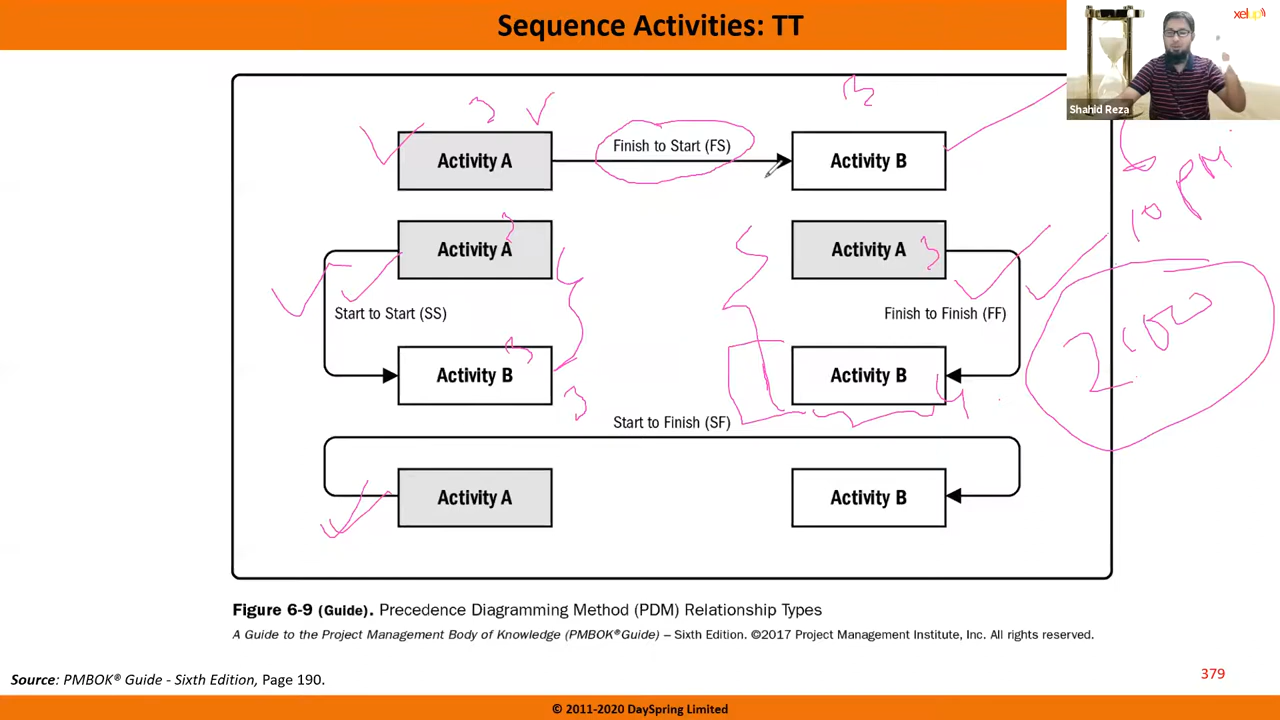 Sequence Activities: TT
xelup
Shahid Reza
Activity A
Finish to Start (FS)
Activity B
10 PM
Activity A
Activity A
Start to Start (SS)
Finish to Finish (FF)
Activity B
Activity B
Start to Finish (SF)
Activity A
Activity B
Figure 6-9 (Guide). Precedence Diagramming Method (PDM) Relationship Types
A Guide to the Project Management Body of Knowledge (PMBOK® Guide) – Sixth Edition. ©2017 Project Management Institute, Inc. All rights reserved.
Source: PMBOK® Guide - Sixth Edition, Page 190.
379
© 2011-2020 DaySpring Limited